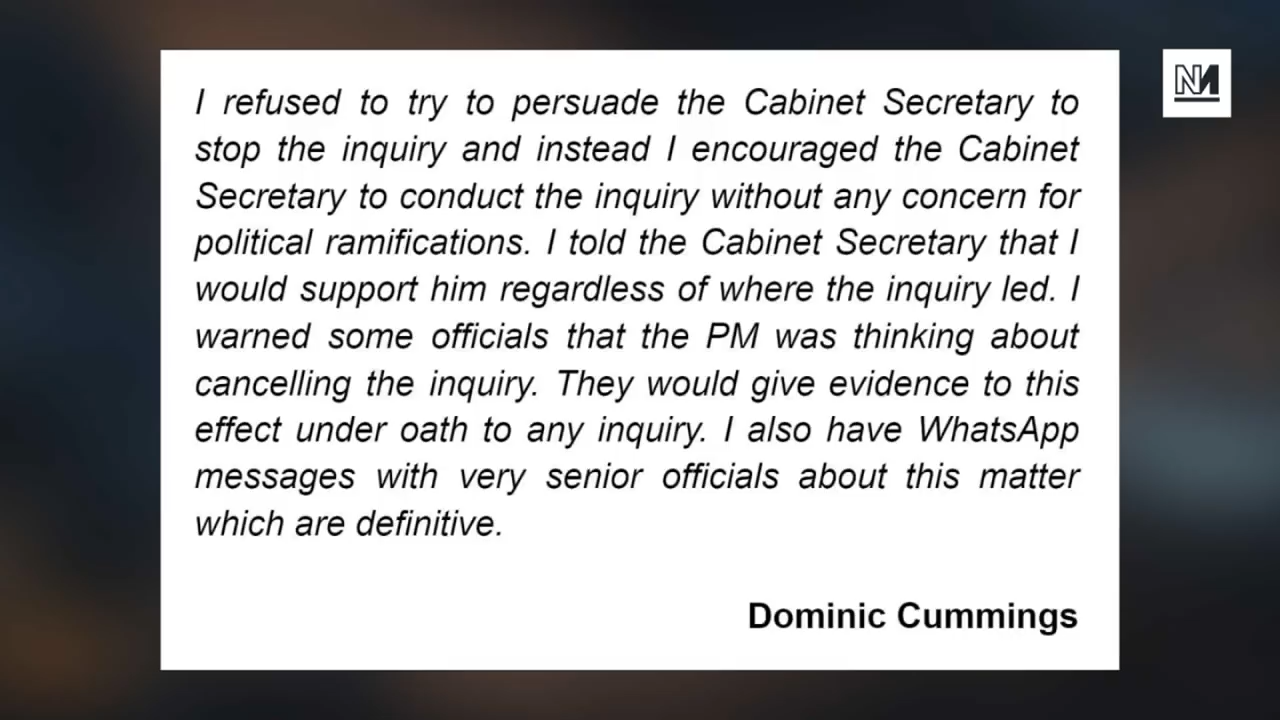 I refused to try to persuade the Cabinet Secretary to
stop the inquiry and instead I encouraged the Cabinet
Secretary to conduct the inquiry without any concern for
political ramifications. I told the Cabinet Secretary that I
would support him regardless of where the inquiry led. I
warned some officials that the PM was thinking about
cancelling the inquiry. They would give evidence to this
effect under oath to any inquiry. I also have WhatsApp
messages with very senior officials about this matter
which are definitive.
Dominic Cummings
NM